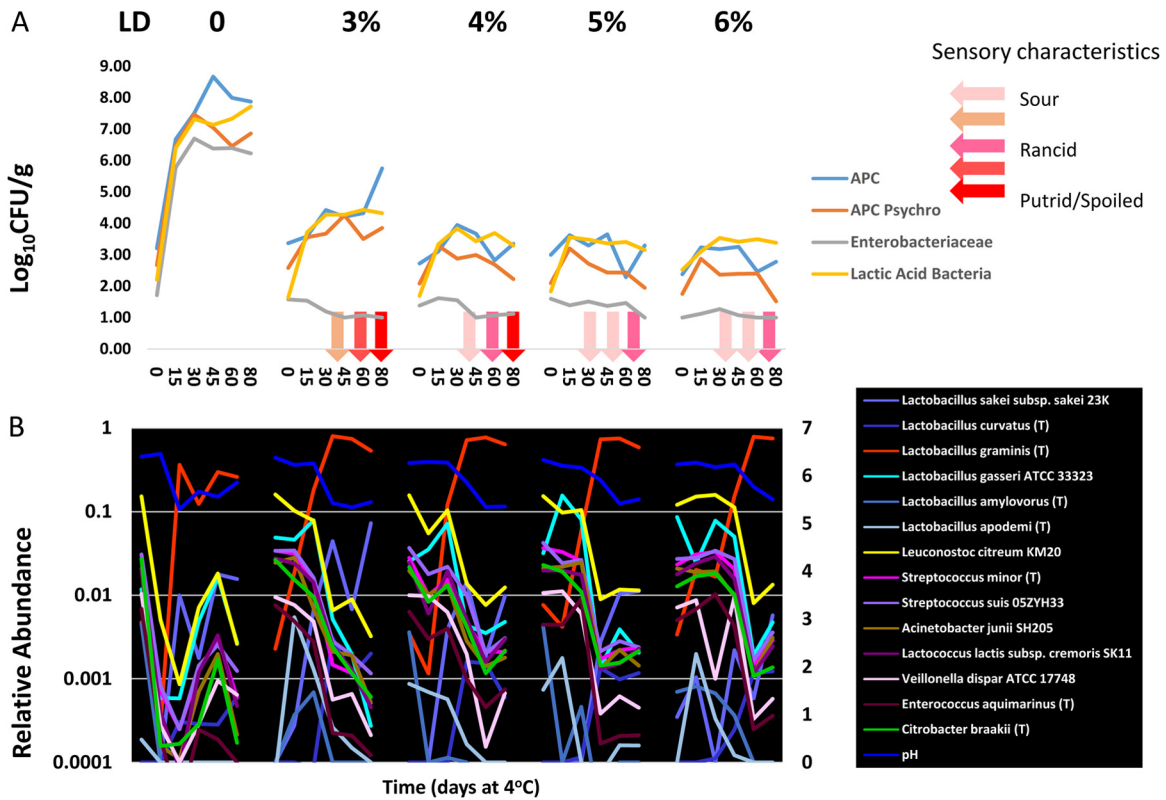 A LD 0 3% 4% 5% 6%
Sensory characteristics
Sour
Rancid
Putrid/Spoiled
Log10CFU/g
9.00
8.00
7.00
6.00
5.00
4.00
3.00
2.00
1.00
0.00
APC
APC Psychro
Enterobacteriaceae
Lactic Acid Bacteria
0 15 30 45 60 80 0 15 30 45 60 80 0 15 30 45 60 80 0 15 30 45 60 80 0 15 30 45 60 80
B
Relative Abundance
1
0.1
0.01
0.001
0.0001
7
6
5
4
3
2
1
0
Time (days at 4oC)
Lactobacillus sakei subsp. sakei 23K
Lactobacillus curvatus (T)
Lactobacillus graminis (T)
Lactobacillus gasseri ATCC 33323
Lactobacillus amylovorus (T)
Lactobacillus apodemi (T)
Leuconostoc citreum KM20
Streptococcus minor (T)
Streptococcus suis 05ZYH33
Acinetobacter junii SH205
Lactococcus lactis subsp. cremoris SK11
Veillonella dispar ATCC 17748
Enterococcus aquimarinus (T)
Citrobacter braakii (T)
pH